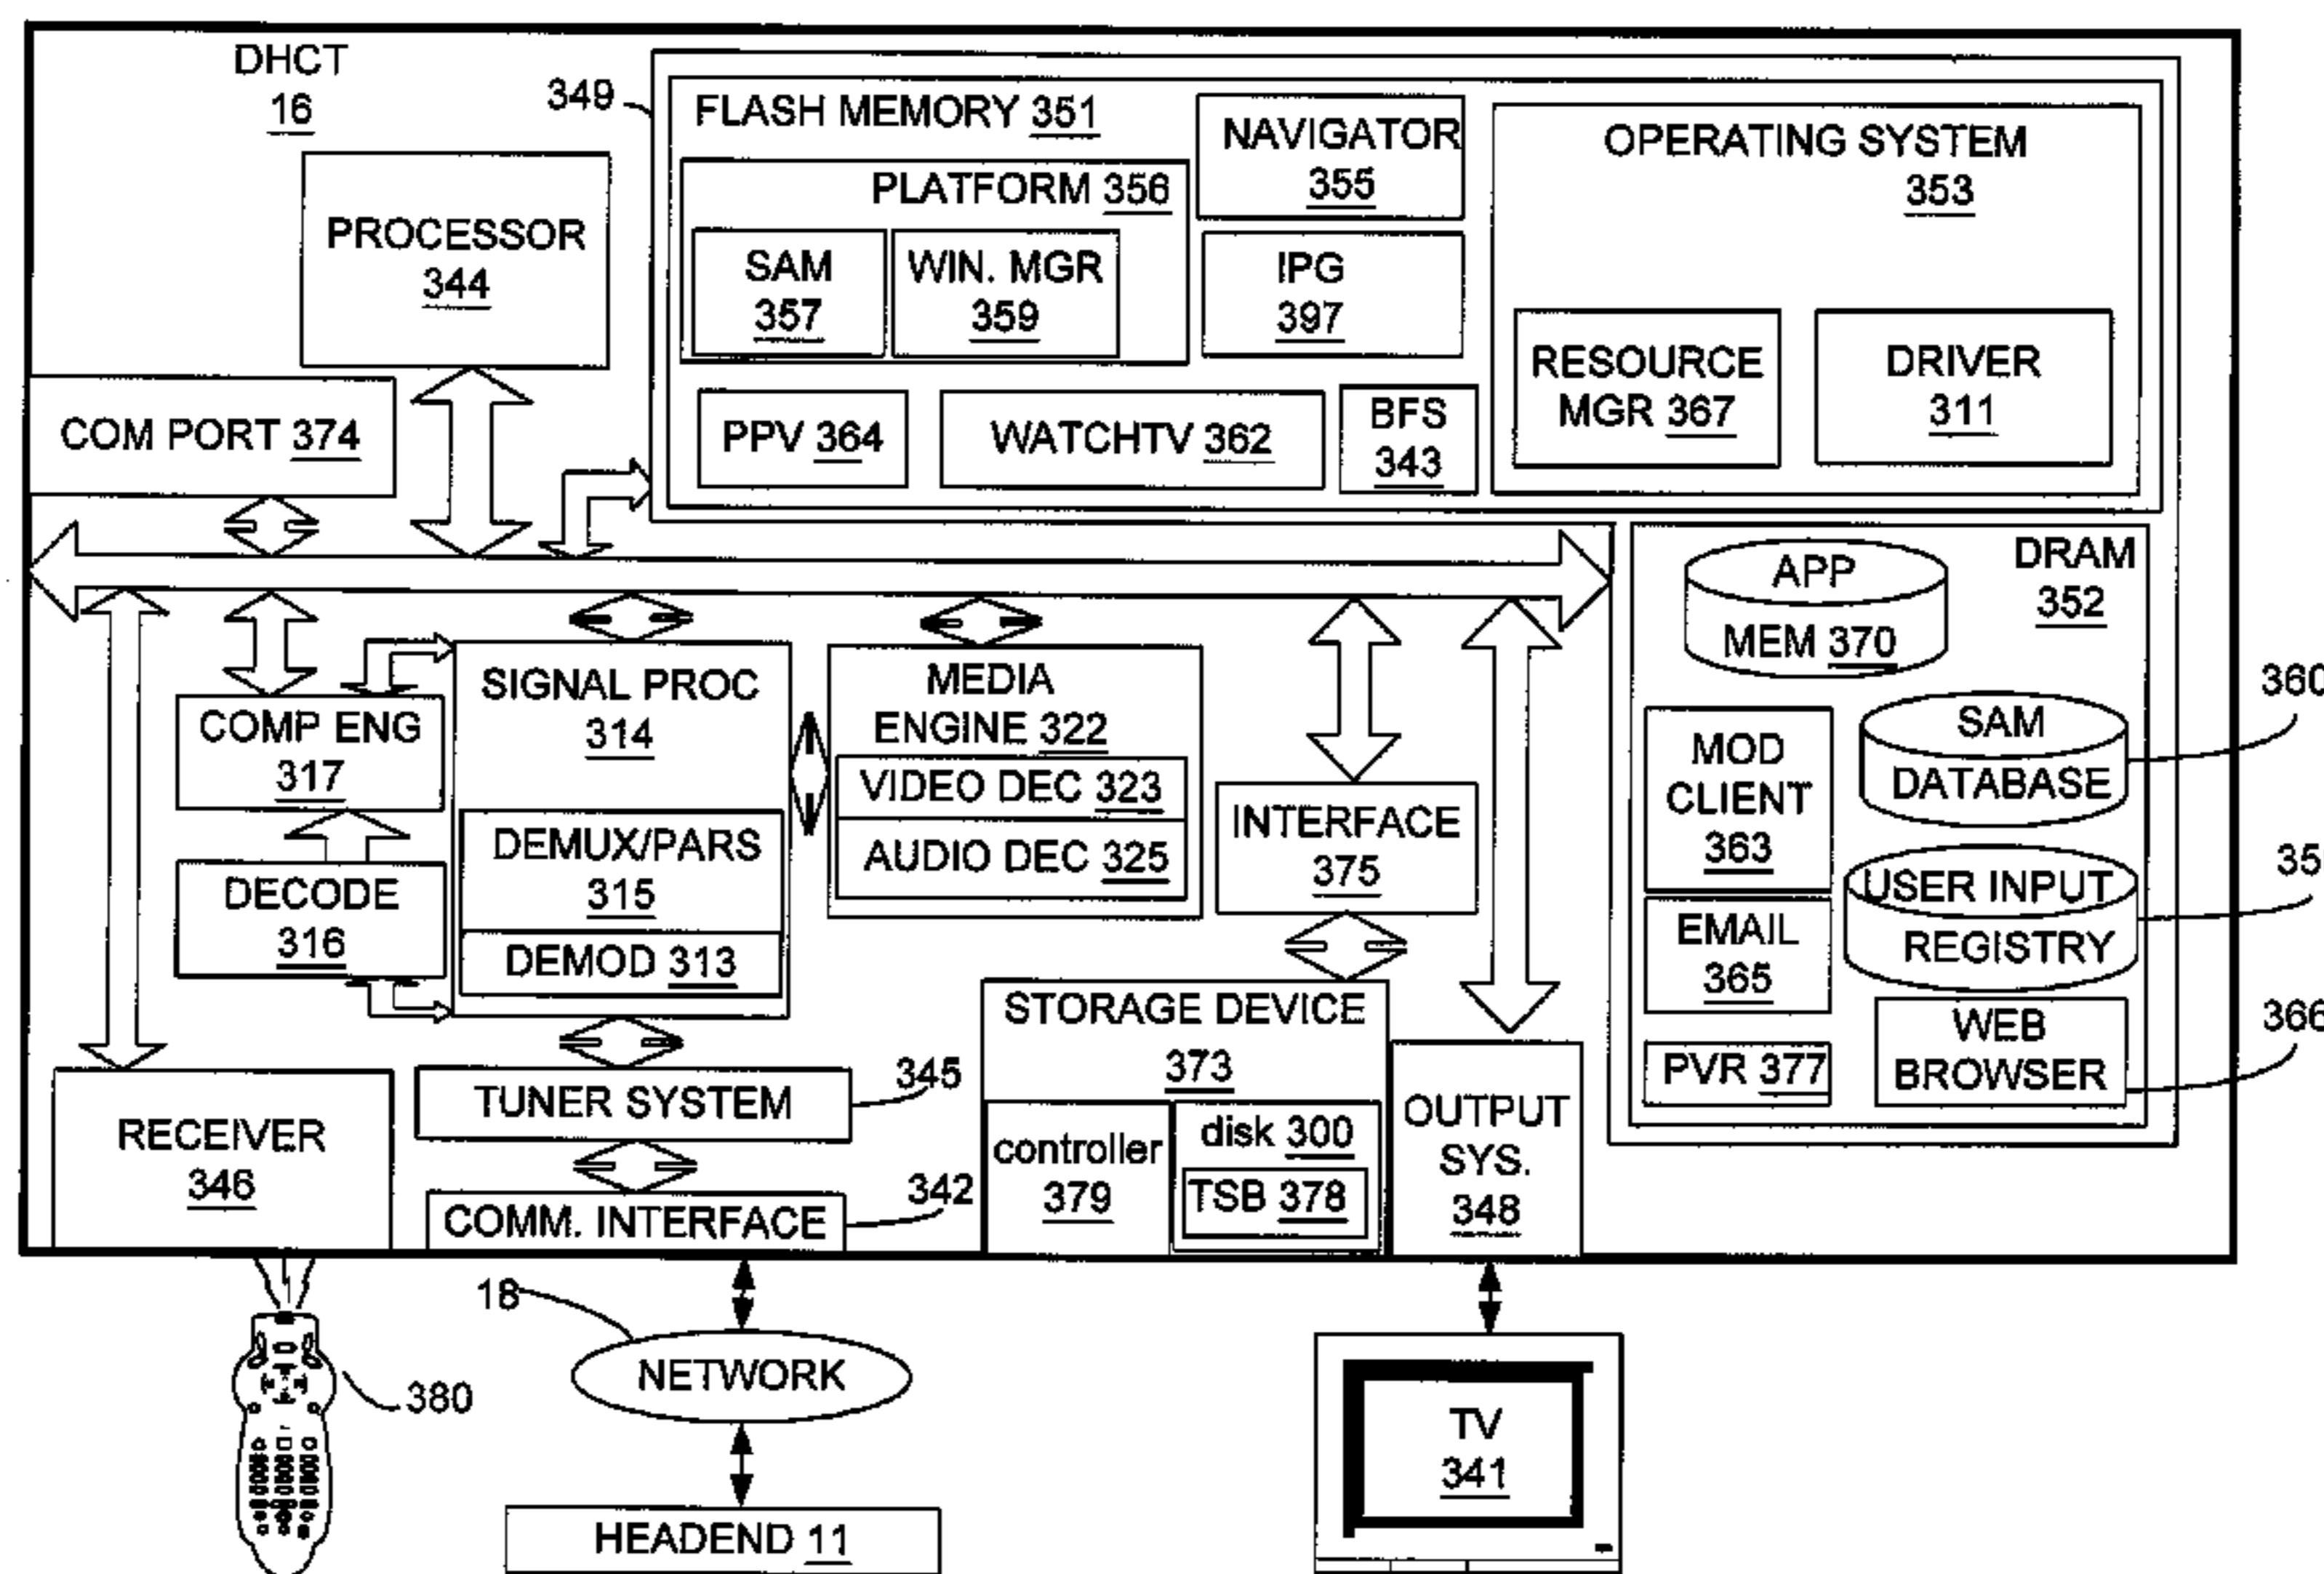 DHCT
16
349
FLASH MEMORY 351
NAVIGATOR
355
OPERATING SYSTEM
353
PLATFORM 356
PROCESSOR
344
SAM
357
WIN. MGR
359
IPG
397
RESOURCE
MGR 367
DRIVER
311
COM PORT 374
PPV 364
WATCHTV 362
BFS
343
DRAM
352
APP
MEM 370
SIGNAL PROC
314
MEDIA
ENGINE 322
360
COMP ENG
317
VIDEO DEC 323
AUDIO DEC 325
INTERFACE
375
MOD
CLIENT
363
SAM
DATABASE
DEMUX/PARS
315
DECODE
316
DEMOD 313
35
USER INPUT
REGISTRY
EMAIL
365
STORAGE DEVICE
373
366
WEB
BROWSER
PVR 377
TUNER SYSTEM
345
RECEIVER
346
controller
379
disk 300
TSB 378
OUTPUT
SYS.
348
COMM. INTERFACE
342
18
NETWORK
380
TV
341
HEADEND 11